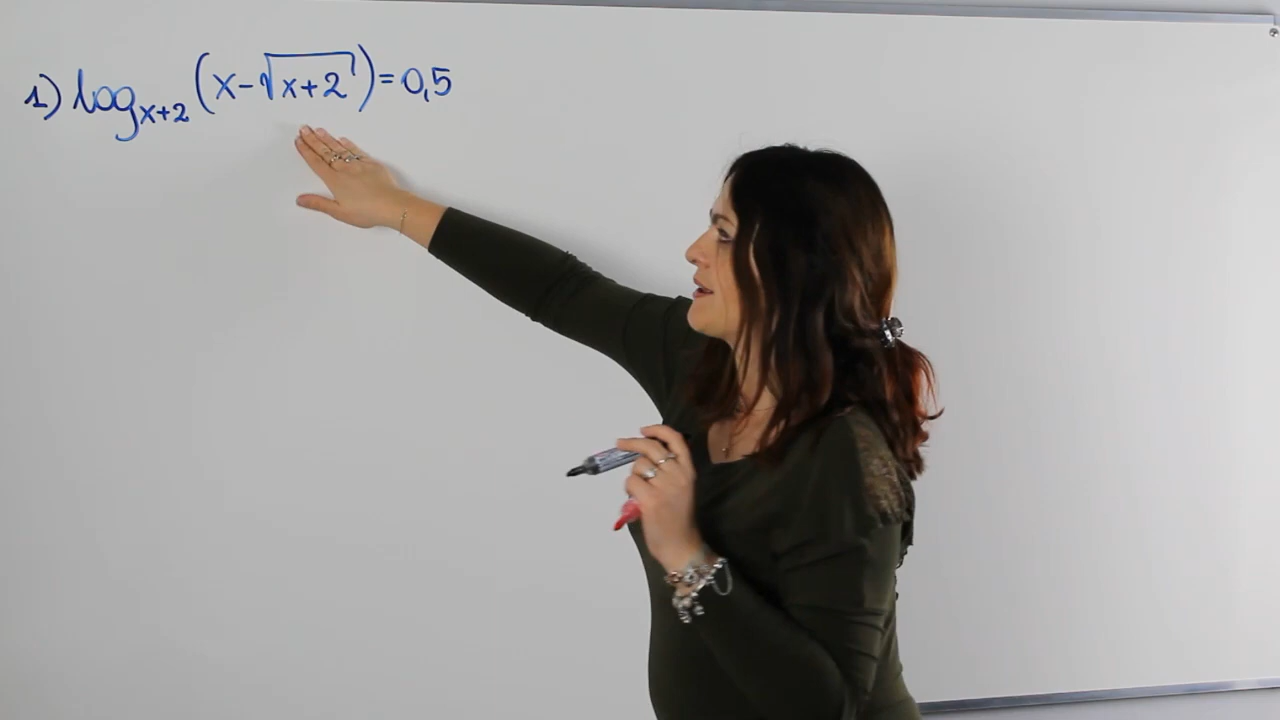 1) log_{x+2} (x-√(x+2)) = 0,5